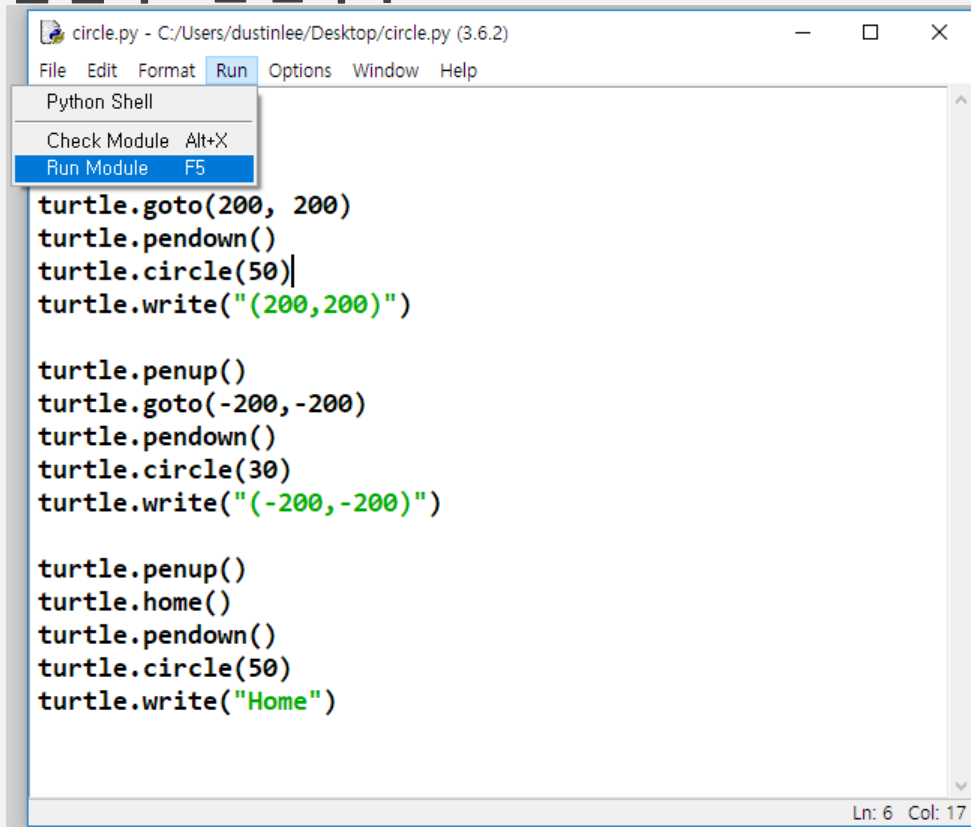 circle.py - C:/Users/dustinlee/Desktop/circle.py (3.6.2)
File Edit Format Run Options Window Help
Python Shell
Check Module Alt+X
Run Module F5
turtle.goto(200, 200)
turtle.pendown()
turtle.circle(50)
turtle.write("(200,200)")
turtle.penup()
turtle.goto(-200,-200)
turtle.pendown()
turtle.circle(30)
turtle.write("(-200,-200)")
turtle.penup()
turtle.home()
turtle.pendown()
turtle.circle(50)
turtle.write("Home")
Ln: 6 Col: 17